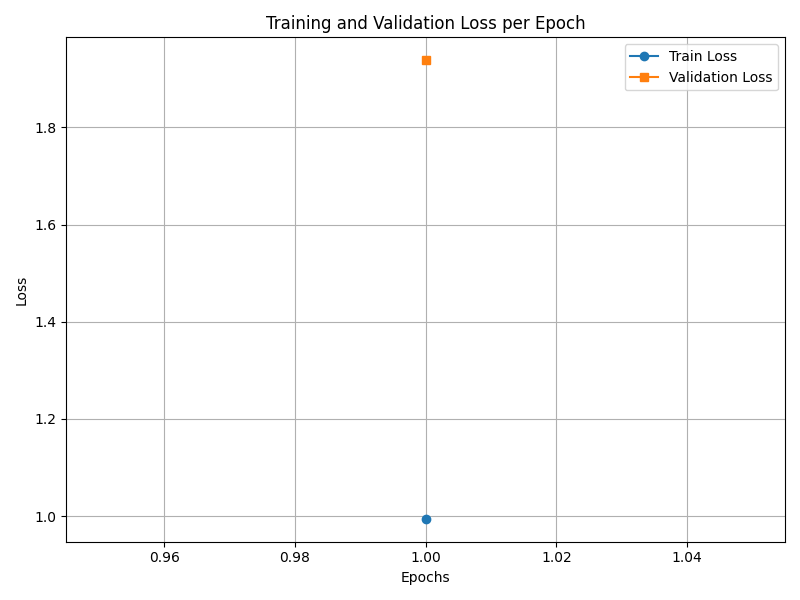 Training and Validation Loss per Epoch
Train Loss
Validation Loss
Loss
1.8
1.6
1.4
1.2
1.0
0.96
0.98
1.00
1.02
1.04
Epochs